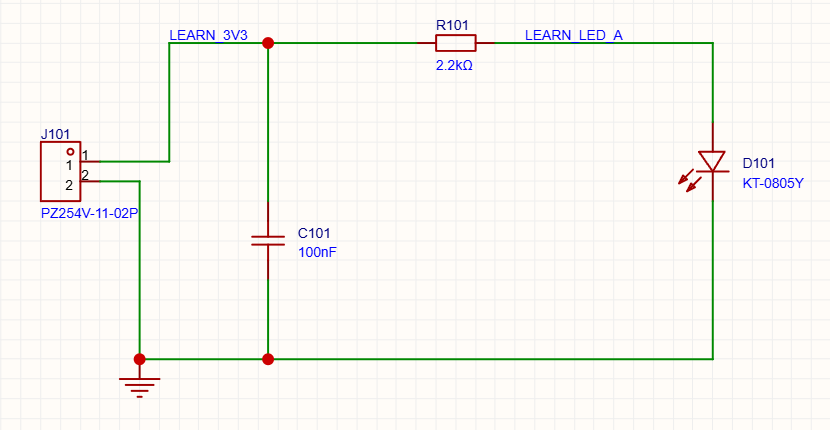 LEARN_3V3
R101
2.2kΩ
LEARN_LED_A
J101
1
1
2
2
PZ254V-11-02P
D101
KT-0805Y
C101
100nF